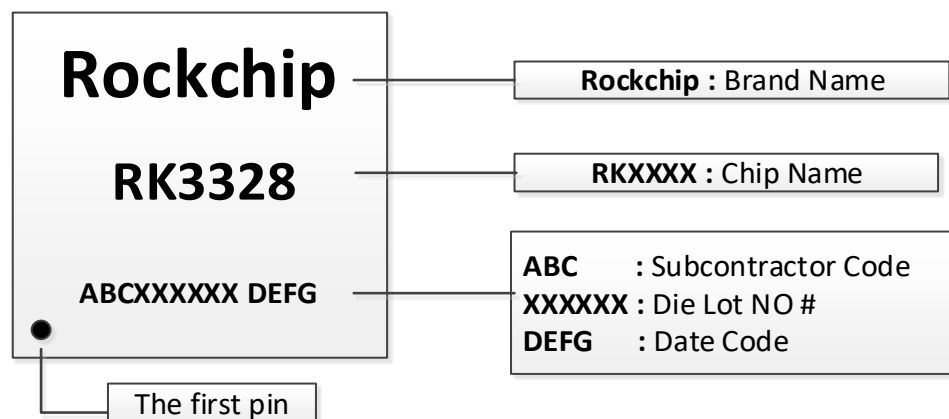 Rockchip
Rockchip : Brand Name
RK3328
RKXXXX : Chip Name
ABCXXXXXX DEFG
ABC : Subcontractor Code
XXXXXX : Die Lot NO #
DEFG : Date Code
The first pin